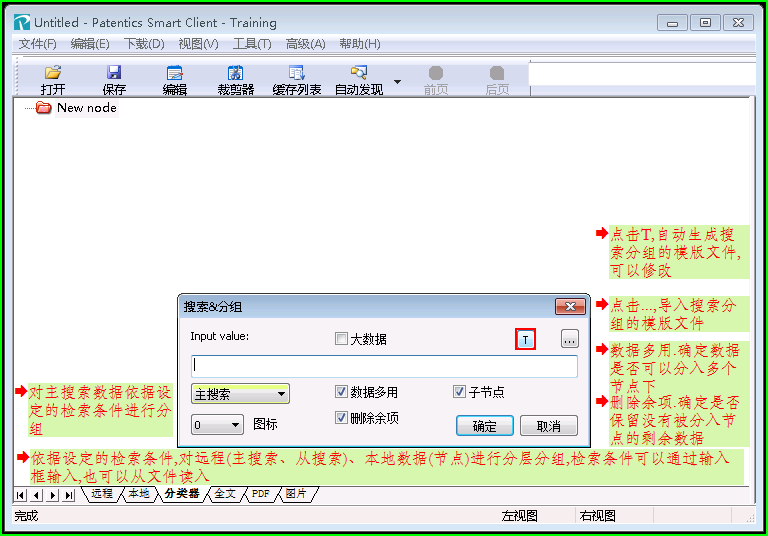 Untitled - Patentics Smart Client - Training
文件(F) 编辑(E) 下载(D) 视图(V) 工具(T) 高级(A) 帮助(H)
打开 保存 编辑 裁剪器 缓存列表 自动发现 前页 后页
New node
点击T,自动生成搜
索分组的模版文件,
可以修改
搜索&分组
点击...,导入搜索分
组的模版文件
Input value:
大数据
T
...
数据多用.确定数据
是否可以分入多个
节点下
对主搜索数据依据设
定的检索条件进行分
组
主搜索
数据多用
子节点
删除余项.确定是否
保留没有被分入节
点的剩余数据
0
图标
删除余项
确定
取消
依据设定的检索条件,对远程(主搜索、从搜索)、本地数据(节点)进行分层分组,检索条件可以通过输入
框输入,也可以从文件读入
远程 本地 分类器 全文 PDF 图片
完成 左视图 右视图